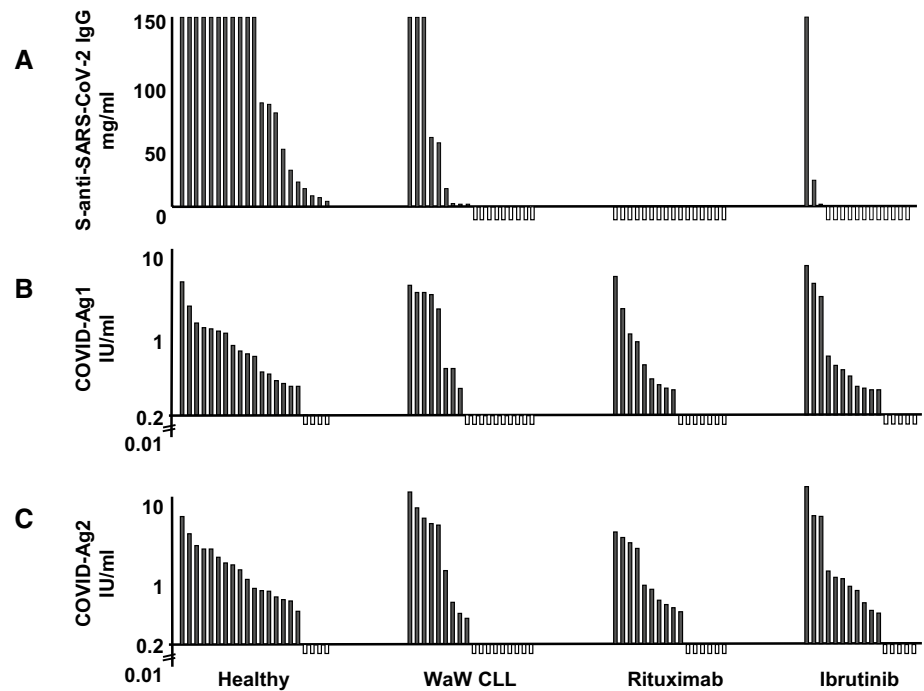 A
S-anti-SARS-CoV-2 IgG
mg/ml
150
100
50
0
B
COVID-Ag1
IU/ml
10
1
0.2
0.01
C
COVID-Ag2
IU/ml
10
1
0.2
0.01
Healthy
WaW CLL
Rituximab
Ibrutinib